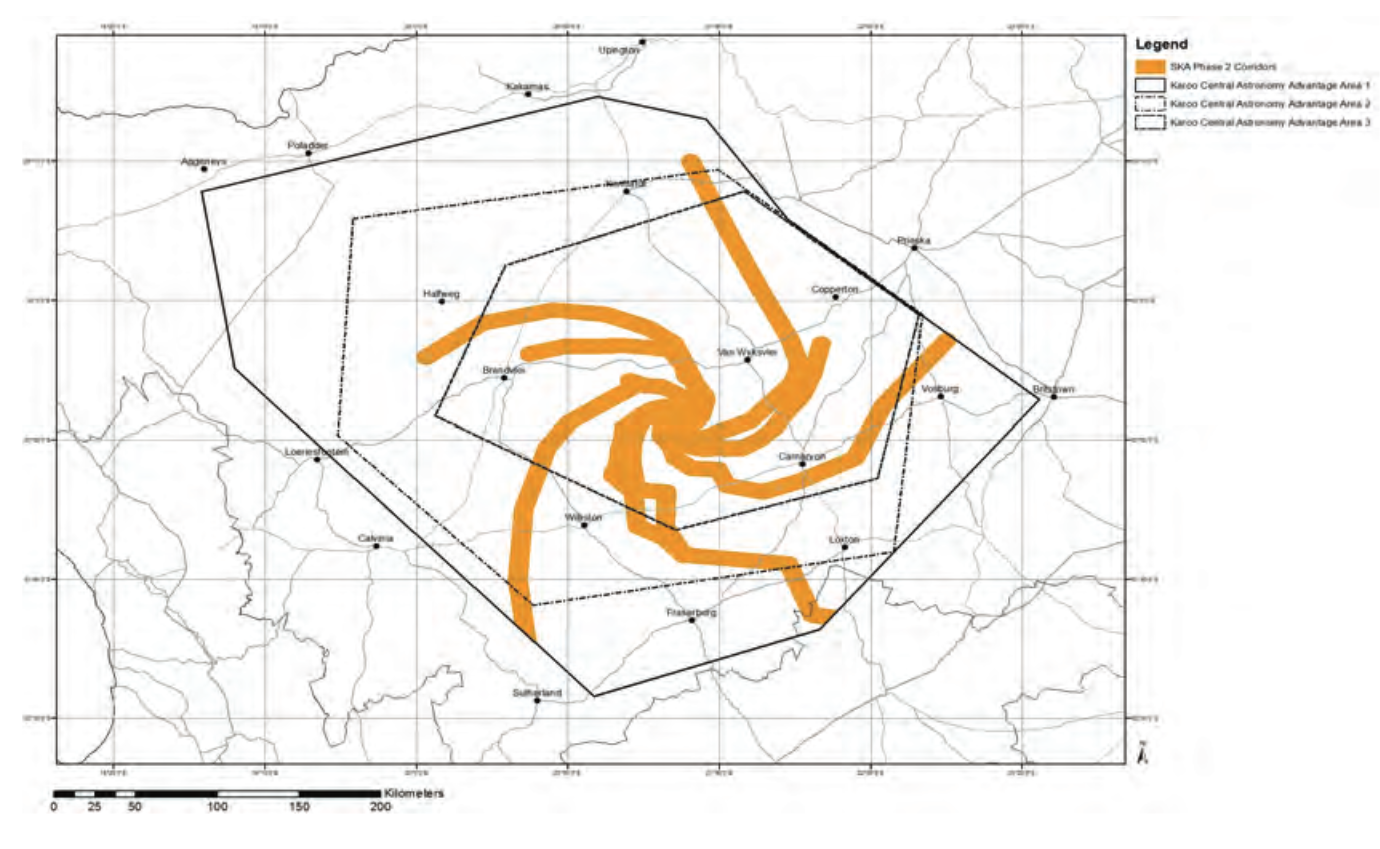 Legend
SKA Phase 2 Corridors
Karoo Central Astronomy Advantage Area 1
Karoo Central Astronomy Advantage Area 2
Karoo Central Astronomy Advantage Area 3
Upington
Kakamas
Pofadder
Aggeneys
Kenhardt
Prieska
Halfweg
Copperton
Van Wyksvlei
Brandvlei
Vosburg
Britstown
Loeriesfontein
Carnarvon
Williston
Calvinia
Loxton
Fraserburg
Sutherland
N
Kilometers
0 25 50 100 150 200